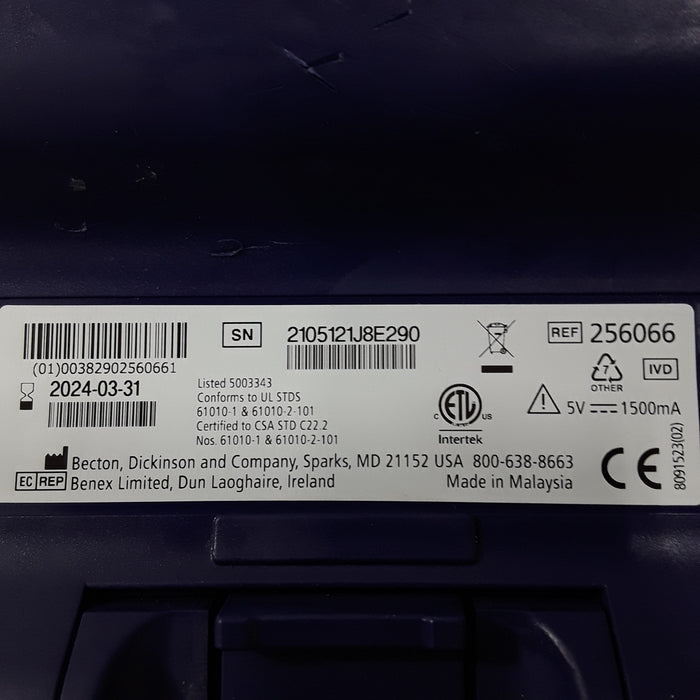 SN 2105121J8E290
REF 256066
(01)00382902560661
2024-03-31
Listed 5003343
Conforms to UL STDS
61010-1 & 61010-2-101
Certified to CSA STD C22.2
Nos. 61010-1 & 61010-2-101
C ETL US
Intertek
7
OTHER
IVD
5V 1500mA
Becton, Dickinson and Company, Sparks, MD 21152 USA 800-638-8663
EC REP Benex Limited, Dun Laoghaire, Ireland
Made in Malaysia
CE
8091523(02)